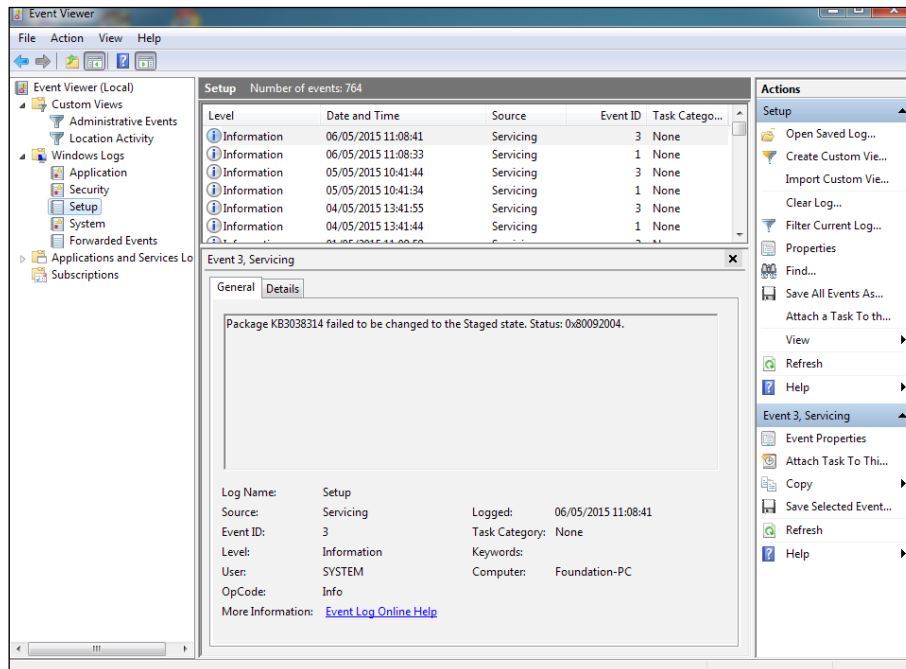 Event Viewer
File Action View Help
Event Viewer (Local)
Custom Views
Administrative Events
Location Activity
Windows Logs
Application
Security
Setup
System
Forwarded Events
Applications and Services Lo
Subscriptions
Setup Number of events: 764
Level Date and Time Source Event ID Task Catego...
Information 06/05/2015 11:08:41 Servicing 3 None
Information 06/05/2015 11:08:33 Servicing 1 None
Information 05/05/2015 10:41:44 Servicing 3 None
Information 05/05/2015 10:41:34 Servicing 1 None
Information 04/05/2015 13:41:55 Servicing 3 None
Information 04/05/2015 13:41:44 Servicing 1 None
Event 3, Servicing
General Details
Package KB3038314 failed to be changed to the Staged state. Status: 0x80092004.
Log Name: Setup
Source: Servicing Logged: 06/05/2015 11:08:41
Event ID: 3 Task Category: None
Level: Information Keywords:
User: SYSTEM Computer: Foundation-PC
OpCode: Info
More Information: Event Log Online Help
Actions
Setup
Open Saved Log...
Create Custom Vie...
Import Custom Vie...
Clear Log...
Filter Current Log...
Properties
Find...
Save All Events As...
Attach a Task To th...
View
Refresh
Help
Event 3, Servicing
Event Properties
Attach Task To Thi...
Copy
Save Selected Event...
Refresh
Help